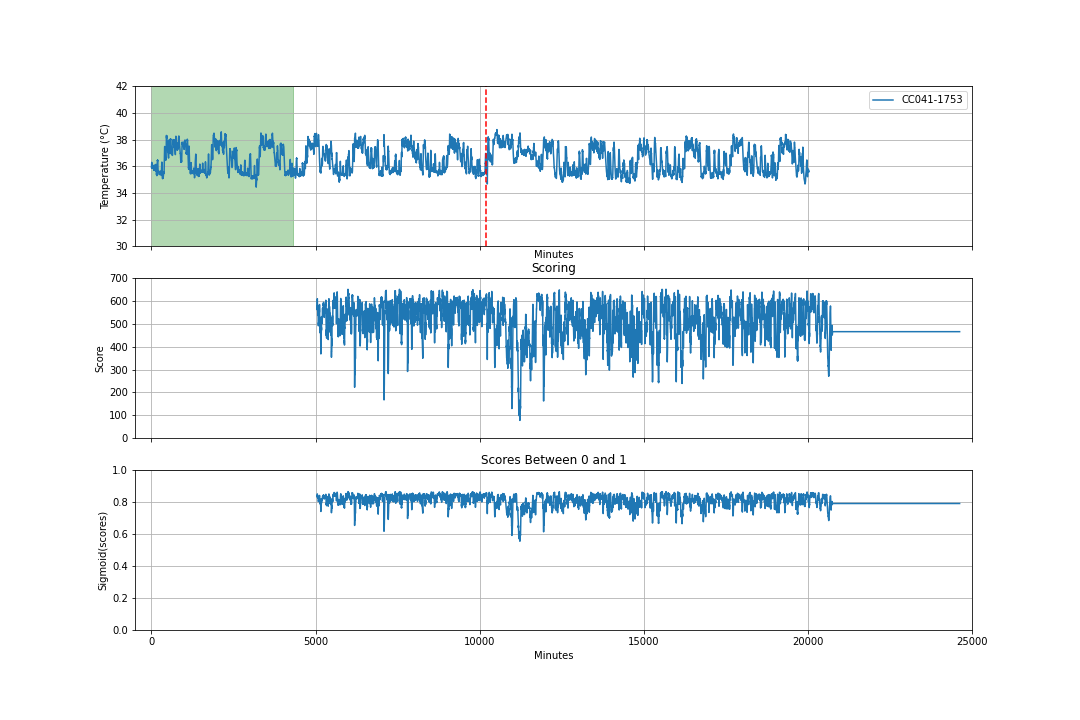 42
40
38
36
34
32
30
Temperature (°C)
CC041-1753
Minutes
Scoring
700
600
500
400
300
200
100
0
Score
Scores Between 0 and 1
1.0
0.8
0.6
0.4
0.2
0.0
Sigmoid(scores)
0 5000 10000 15000 20000 25000
Minutes